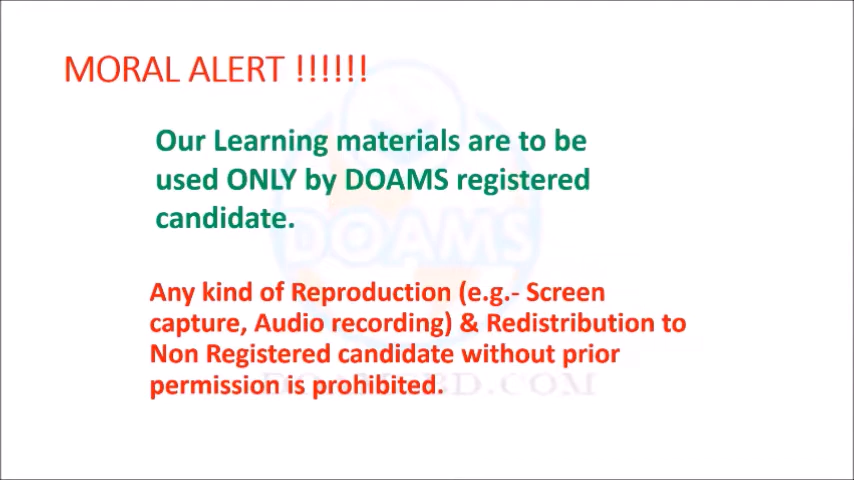 MORAL ALERT !!!!!!
Our Learning materials are to be
used ONLY by DOAMS registered
candidate.
DOAMS
Any kind of Reproduction (e.g.- Screen
capture, Audio recording) & Redistribution to
Non Registered candidate without prior
permission is prohibited.